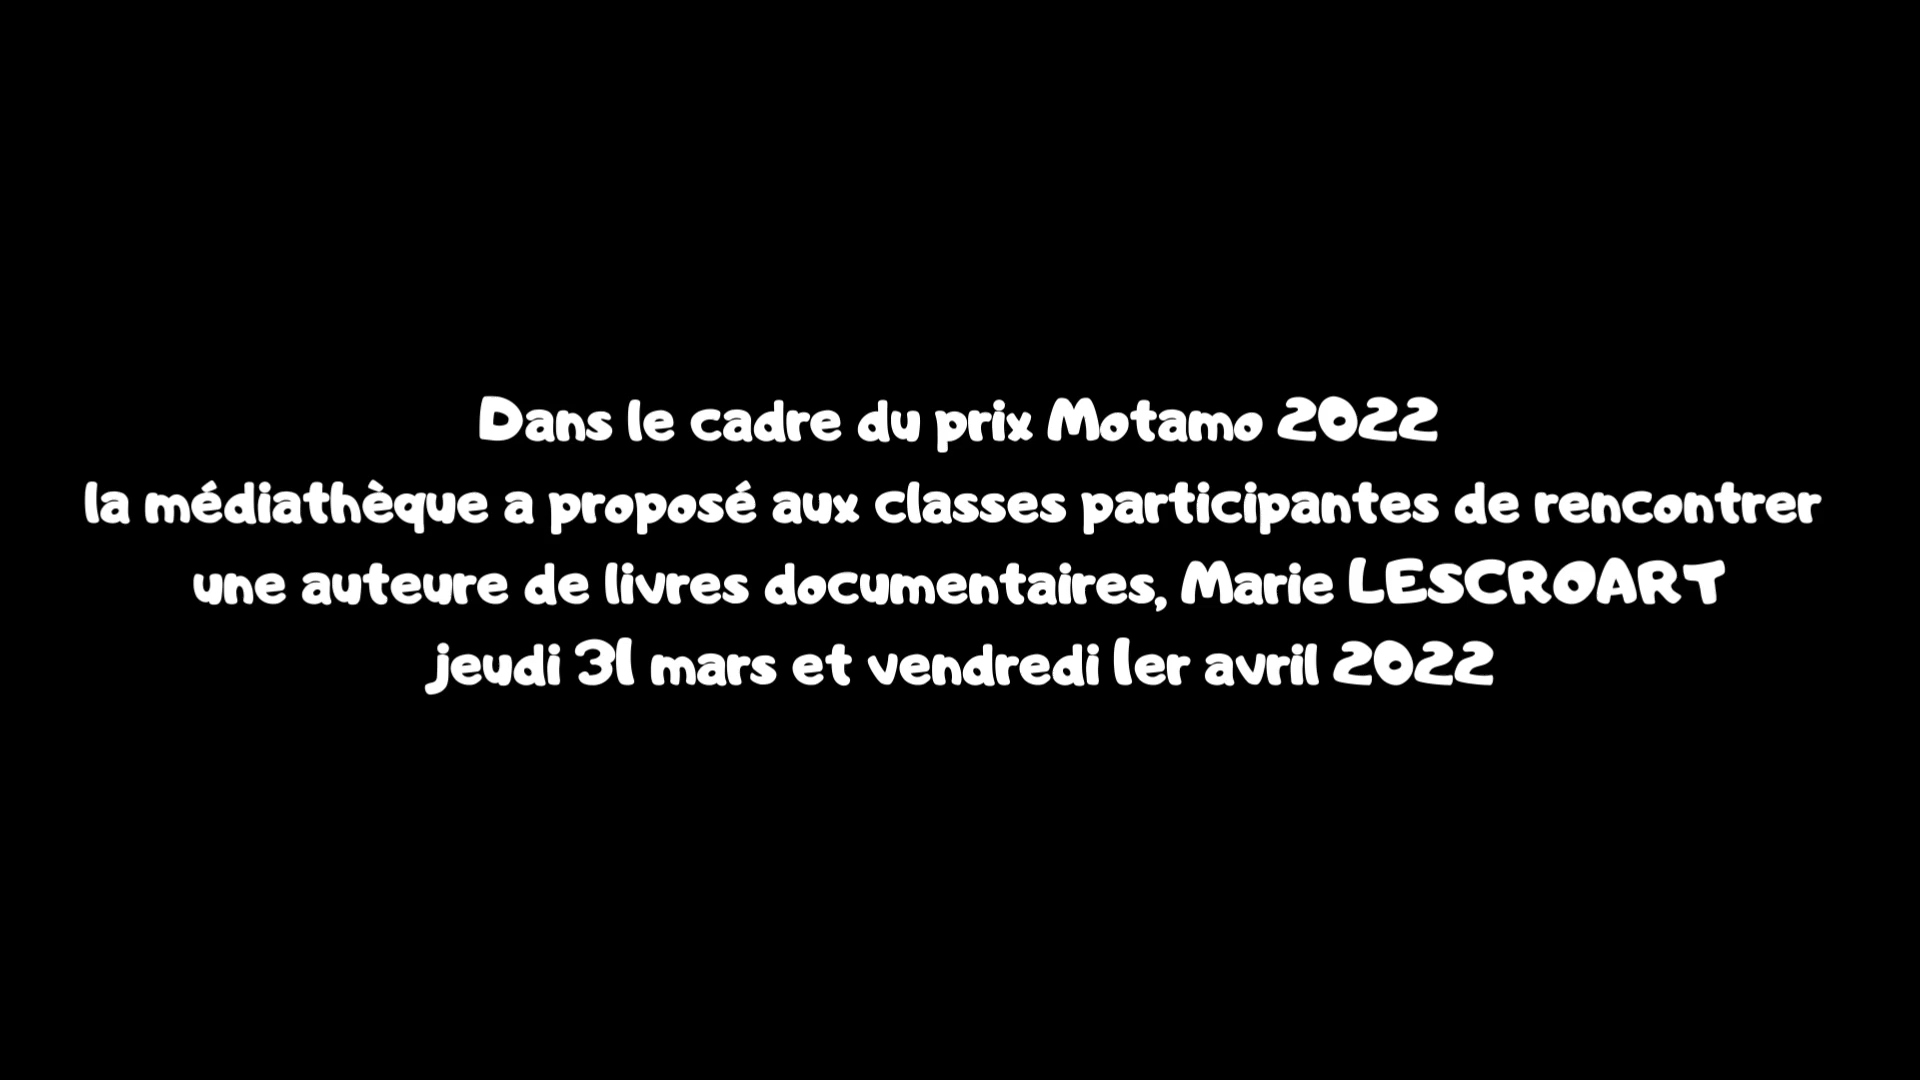 Dans le cadre du prix Motamo 2022
la médiathèque a proposé aux classes participantes de rencontrer
une auteure de livres documentaires, Marie LESCROART
jeudi 31 mars et vendredi 1er avril 2022